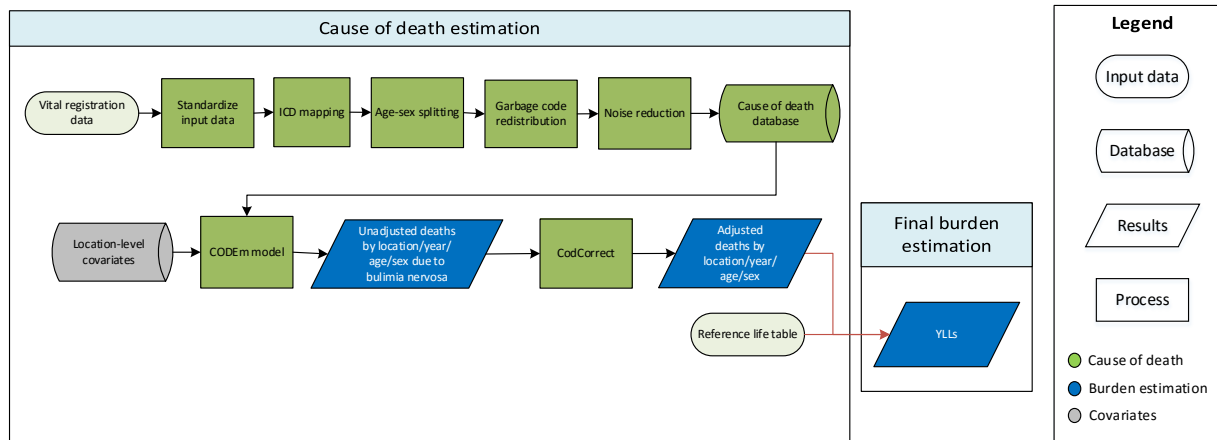 Cause of death estimation
Vital registration
data
Standardize
input data
ICD mapping
Age-sex splitting
Garbage code
redistribution
Noise reduction
Cause of death
database
Location-level
covariates
CODEm model
Unadjusted deaths
by location/year/
age/sex due to
bulimia nervosa
CodCorrect
Adjusted
deaths by
location/year/
age/sex
Reference life table
Final burden
estimation
YLLs
Legend
Input data
Database
Results
Process
Cause of death
Burden estimation
Covariates